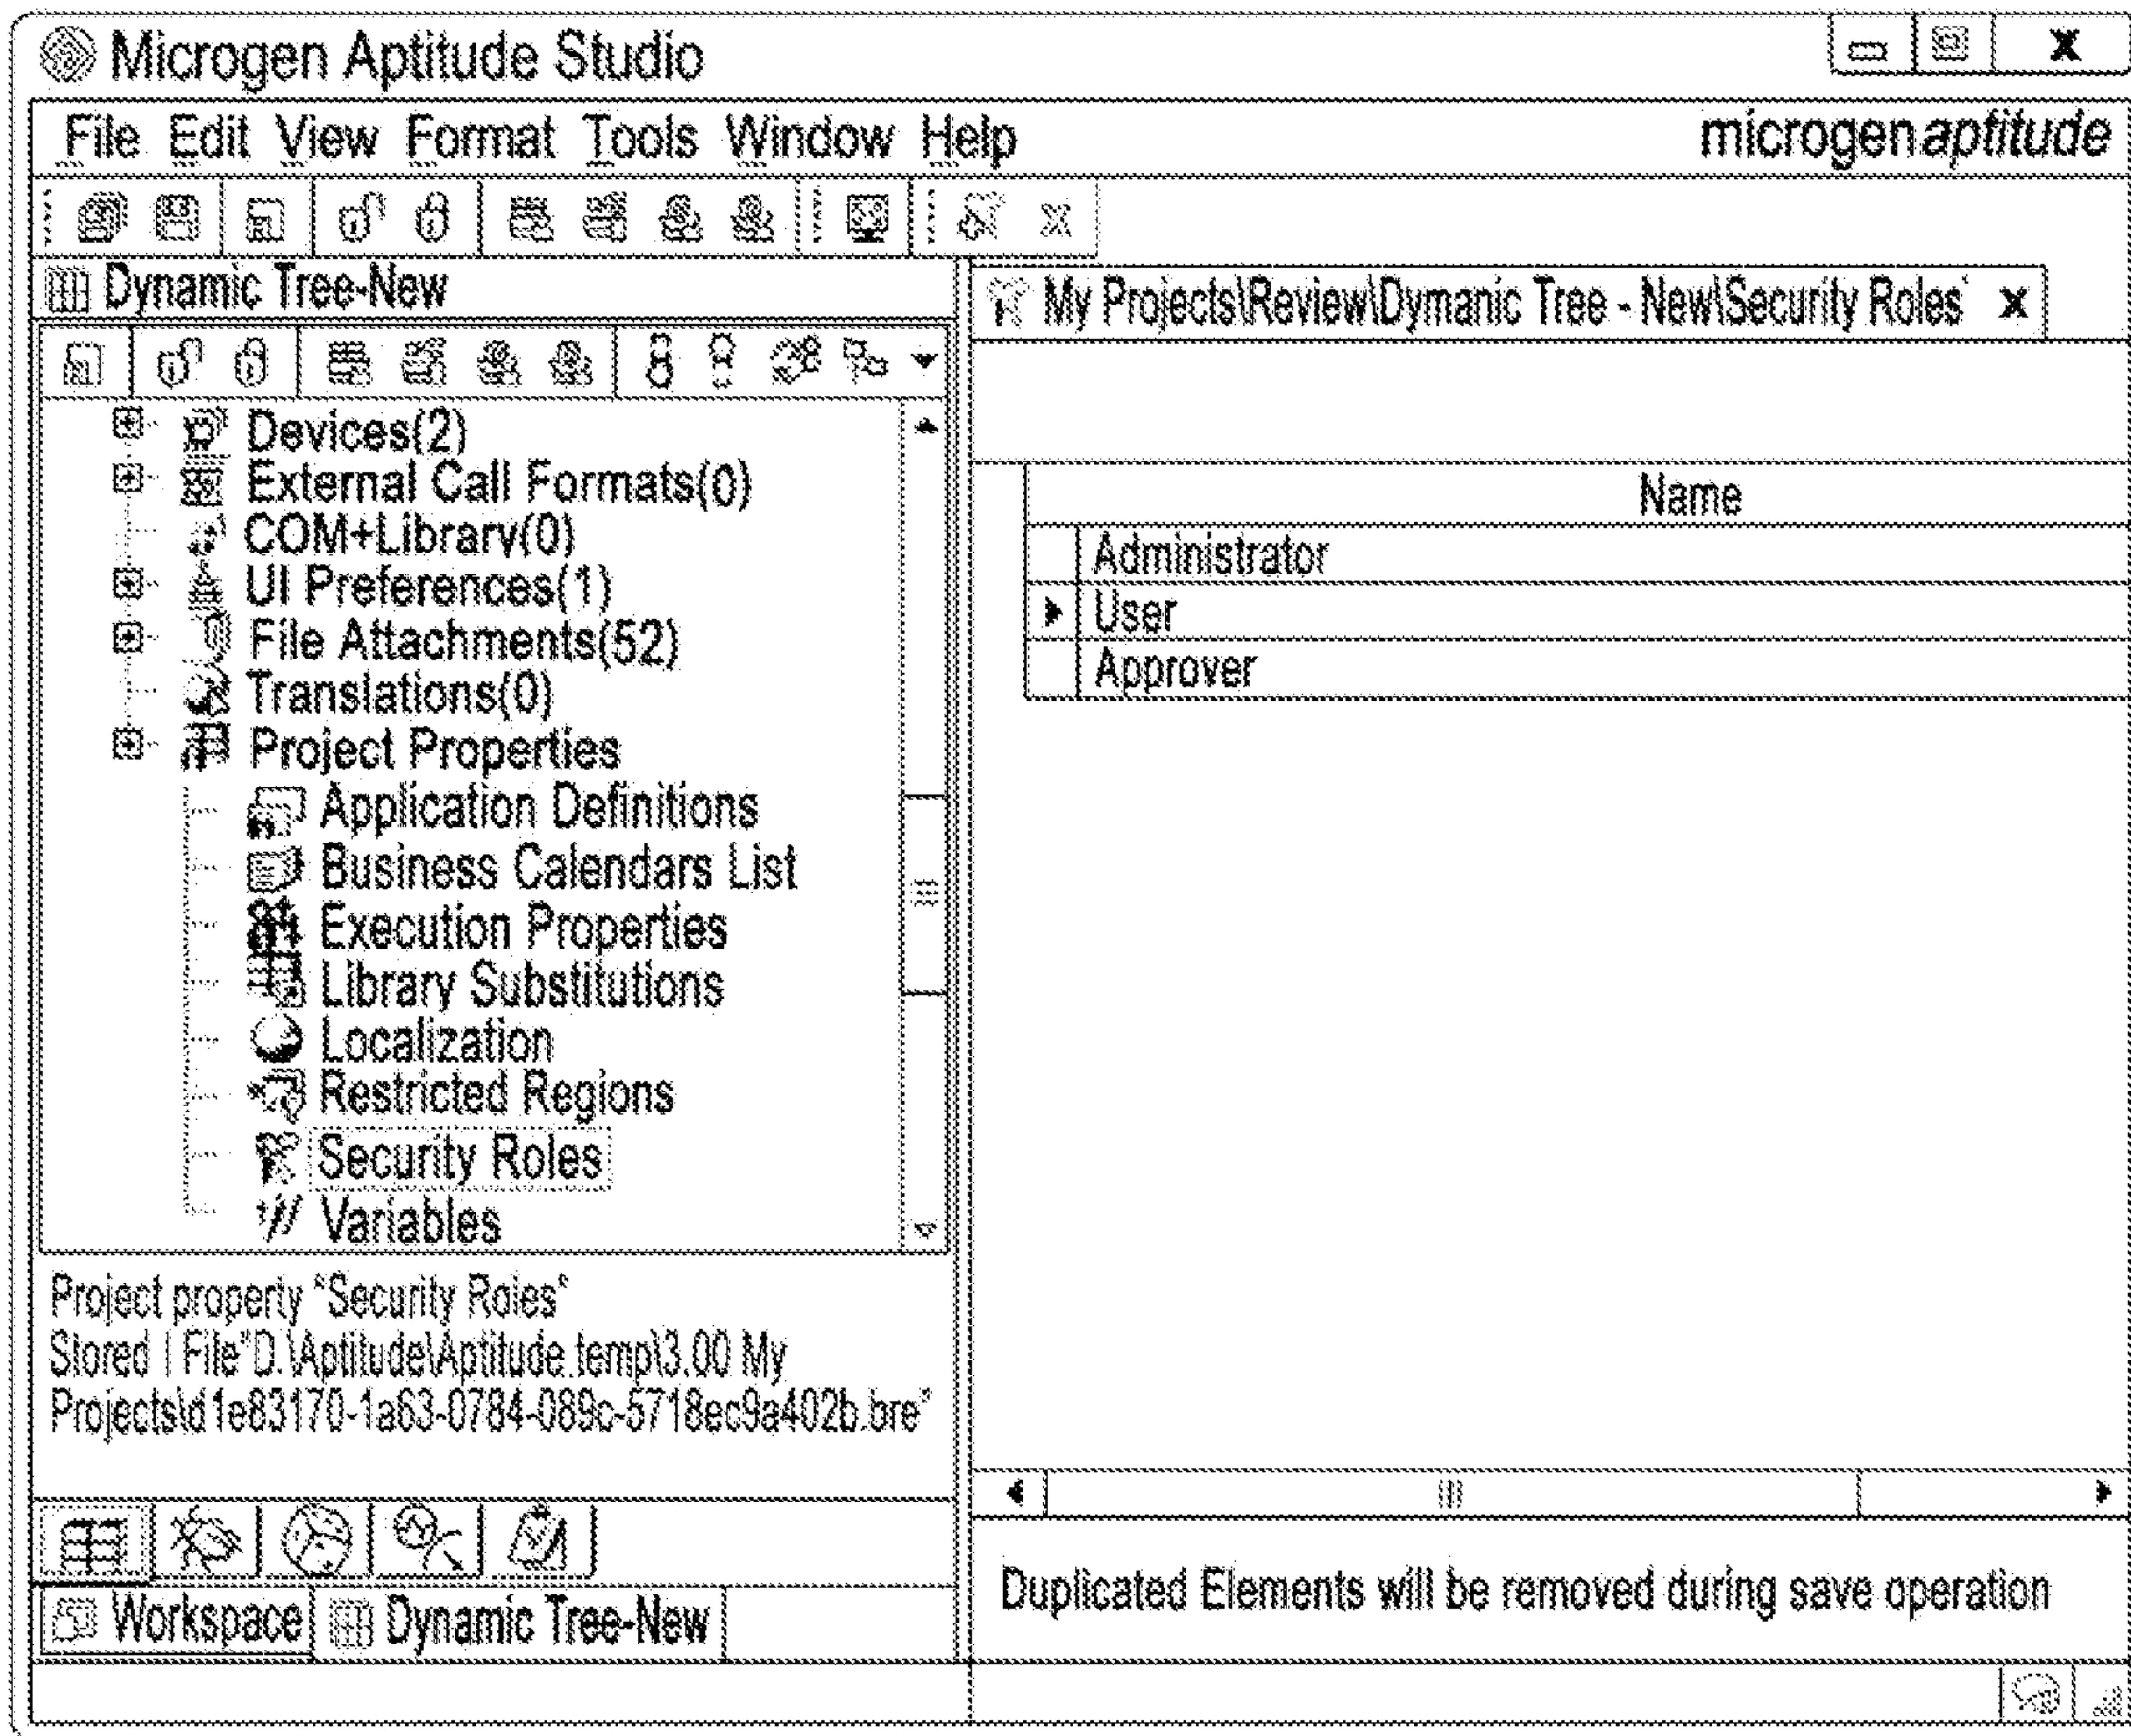 Microgen Aptitude Studio
File Edit View Format Tools Window Help
microgenaptitude
Dynamic Tree-New
My Projects\Review\Dymanic Tree - New\Security Roles* x
Devices(2)
External Call Formats(0)
COM+Library(0)
UI Preferences(1)
File Attachments(52)
Translations(0)
Project Properties
Application Definitions
Business Calendars List
Execution Properties
Library Substitutions
Localization
Restricted Regions
Security Roles
Variables
Name
Administrator
User
Approver
Project property "Security Roles"
Stored I File"D.\Aptitude\Aptitude.temp\3.00 My
Projects\d1e83170-1a63-0784-089c-5718ec9a402b.bre"
Duplicated Elements will be removed during save operation
Workspace
Dynamic Tree-New